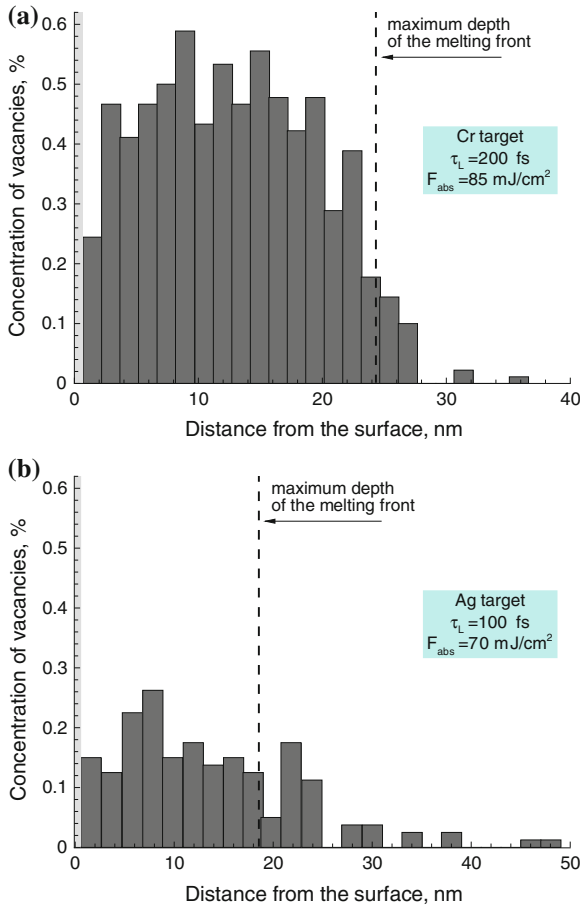 (a)
0.6
0.5
0.4
0.3
0.2
0.1
0
Concentration of vacancies, %
maximum depth
of the melting front
Cr target
τL =200 fs
Fabs =85 mJ/cm²
0
10
20
30
40
Distance from the surface, nm
(b)
0.6
0.5
0.4
0.3
0.2
0.1
0
Concentration of vacancies, %
maximum depth
of the melting front
Ag target
τL =100 fs
Fabs =70 mJ/cm²
0
10
20
30
40
50
Distance from the surface, nm